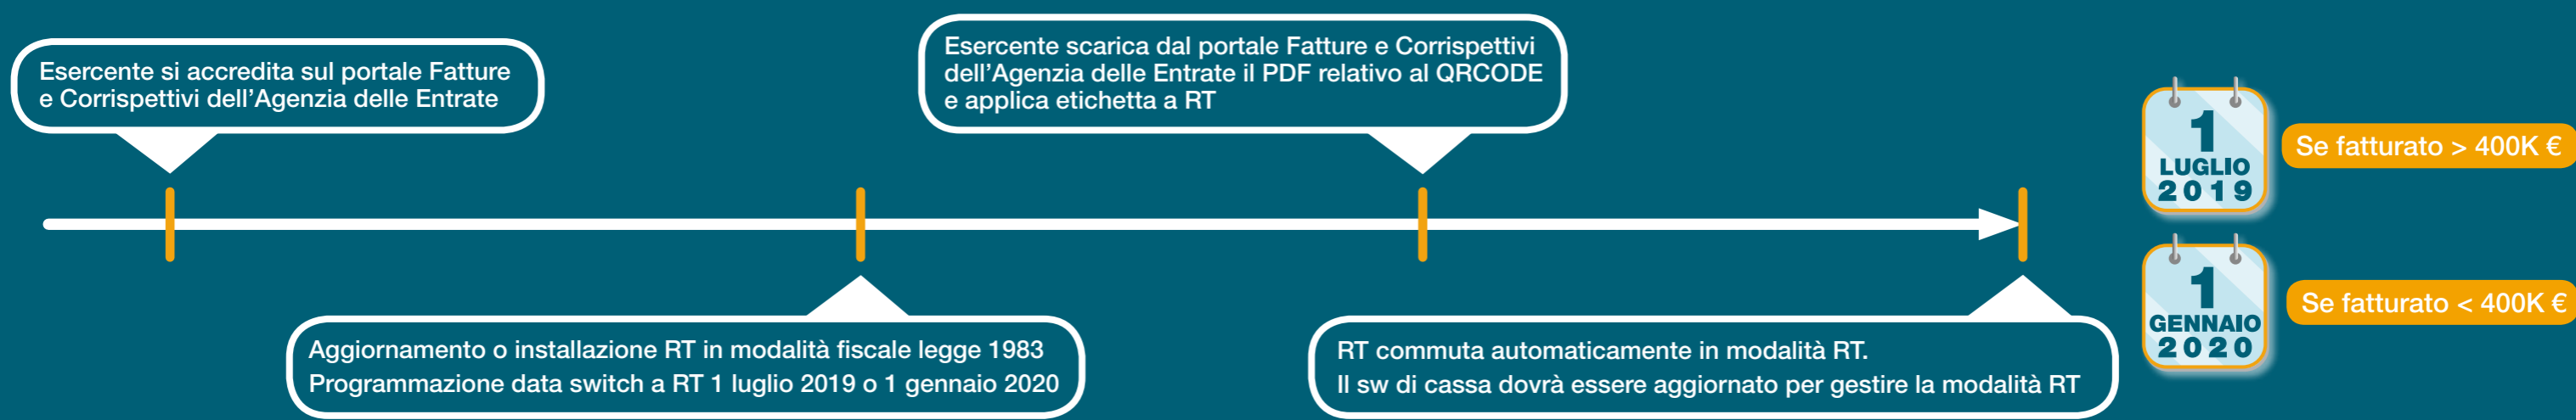 Esercente si accredita sul portale Fatture
e Corrispettivi dell'Agenzia delle Entrate
Aggiornamento o installazione RT in modalità fiscale legge 1983
Programmazione data switch a RT 1 luglio 2019 o 1 gennaio 2020
Esercente scarica dal portale Fatture e Corrispettivi
dell'Agenzia delle Entrate il PDF relativo al QRCODE
e applica etichetta a RT
RT commuta automaticamente in modalità RT.
Il sw di cassa dovrà essere aggiornato per gestire la modalità RT
1
LUGLIO
2019
Se fatturato > 400K €
1
GENNAIO
2020
Se fatturato < 400K €